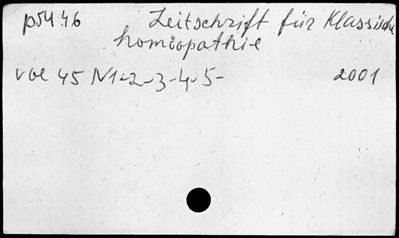 p5446 Zeitschrift für Klassische
homöopathie
vol 45 N1-2-3-4-5- 2001